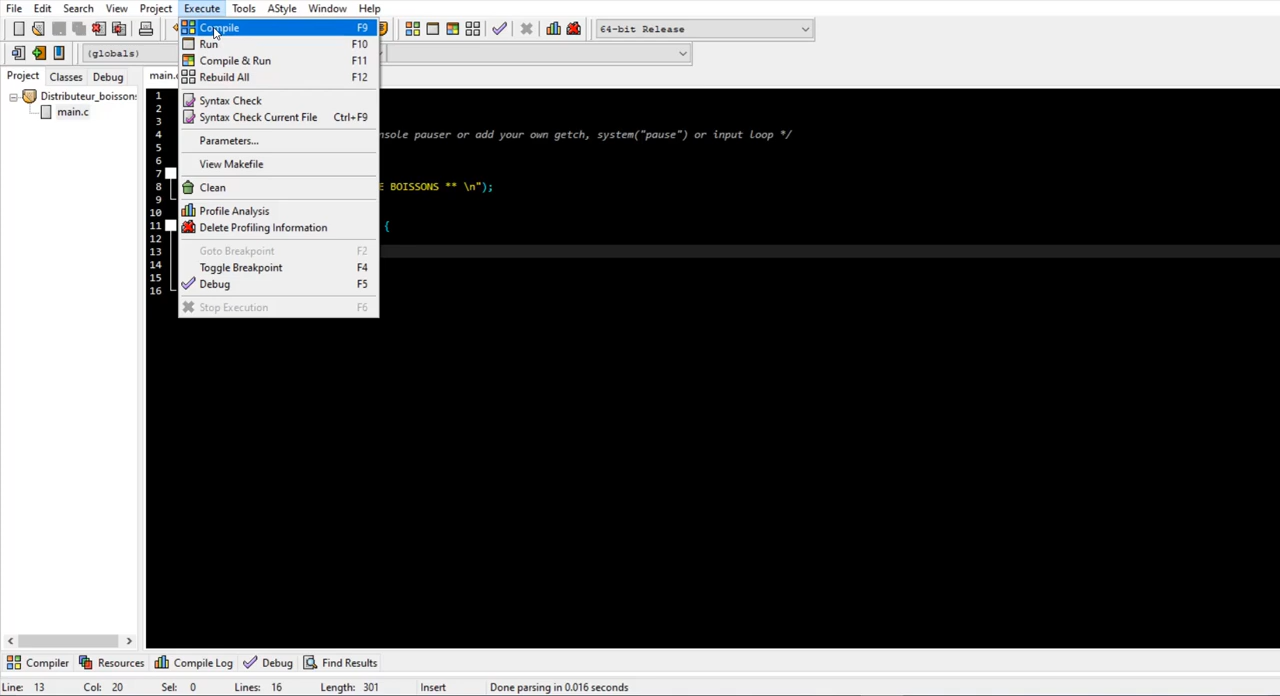 File Edit Search View Project Execute Tools AStyle Window Help
64-bit Release
(globals)
Project Classes Debug
main.c
Compile F9
Run F10
Compile & Run F11
Rebuild All F12
Syntax Check
Syntax Check Current File Ctrl+F9
Parameters...
View Makefile
Clean
Profile Analysis
Delete Profiling Information
Goto Breakpoint F2
Toggle Breakpoint F4
Debug F5
Stop Execution F6
Distributeur_boissons
main.c
1
2
3
4 nsole pauser or add your own getch, system("pause") or input loop */
5
6
7
8 E BOISSONS ** \n");
9
10
11 {
12
13
14
15
16
Compiler Resources Compile Log Debug Find Results
Line: 13 Col: 20 Sel: 0 Lines: 16 Length: 301 Insert Done parsing in 0.016 seconds